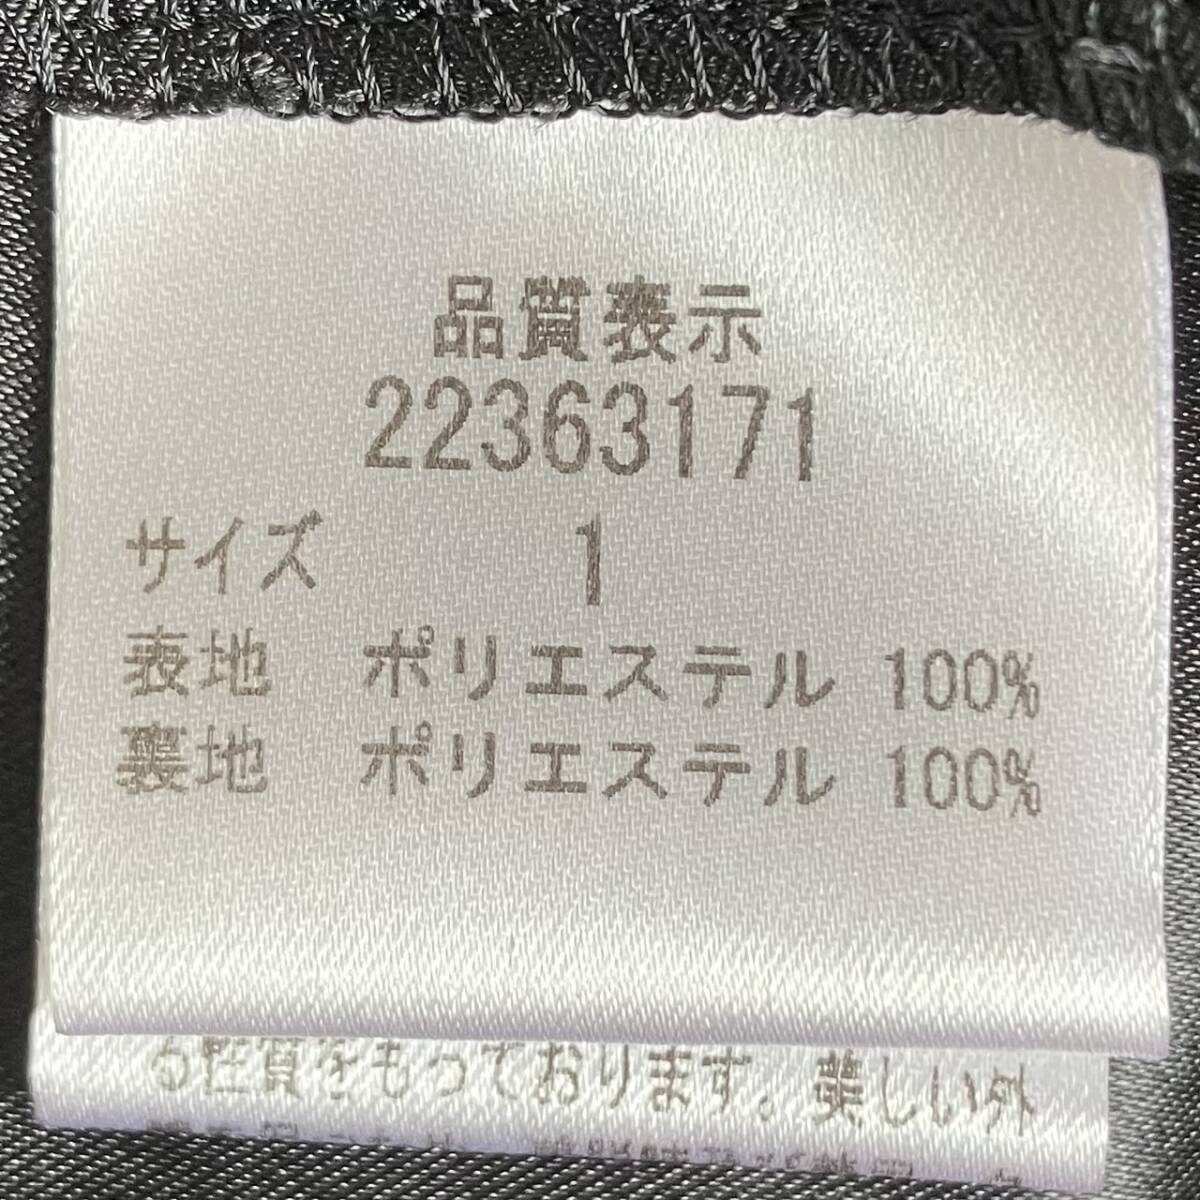 品質表示
22363171
サイズ 1
表地 ポリエステル 100%
裏地 ポリエステル 100%
る性質をもっております。美しい外